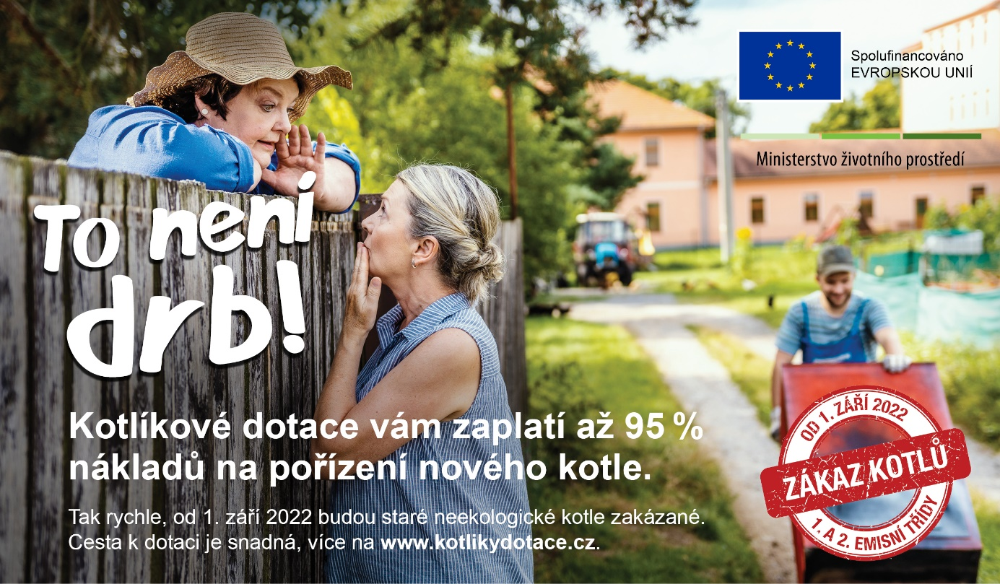 Spolufinancováno
EVROPSKOU UNIÍ
Ministerstvo životního prostředí
To není
drb!
Kotlíkové dotace vám zaplatí až 95 %
nákladů na pořízení nového kotle.
Tak rychle, od 1. září 2022 budou staré neekologické kotle zakázané.
Cesta k dotaci je snadná, více na www.kotlikydotace.cz.
OD 1. ZÁŘÍ 2022
ZÁKAZ KOTLŮ
1. A 2. EMISNÍ TŘÍDY